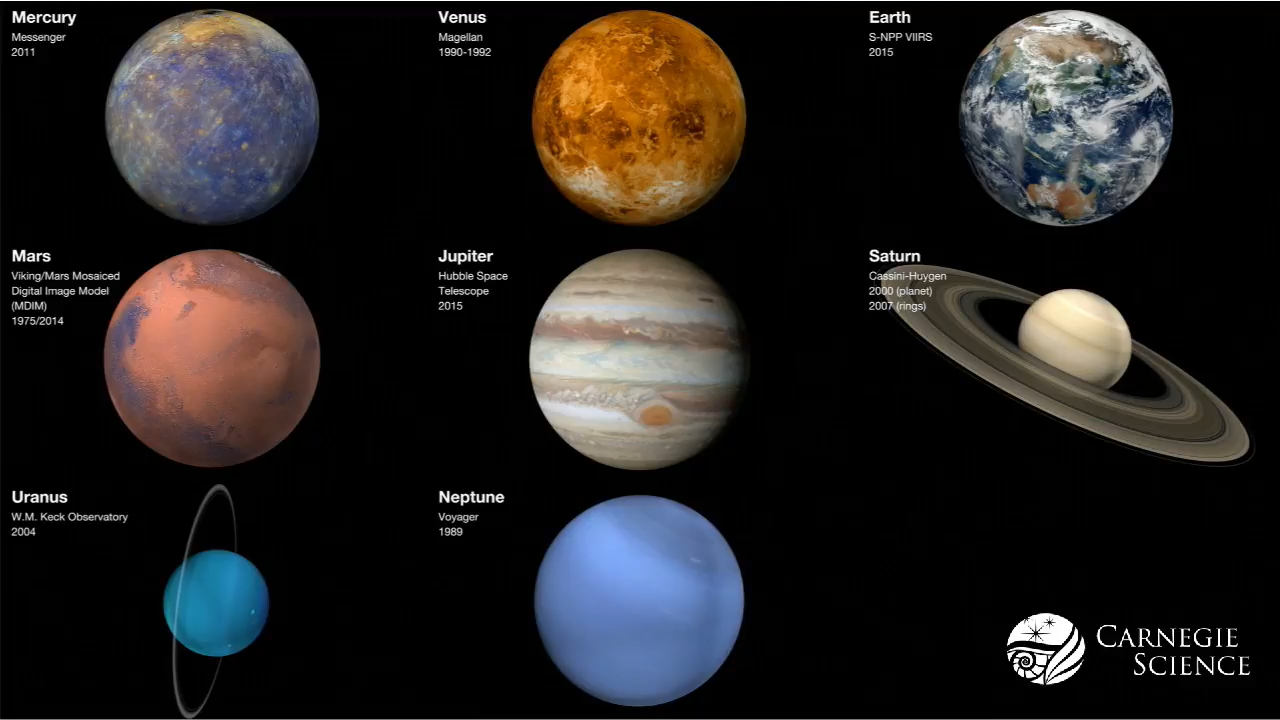 Mercury
Messenger
2011
Venus
Magellan
1990-1992
Earth
S-NPP VIIRS
2015
Mars
Viking/Mars Mosaiced
Digital Image Model
(MDIM)
1975/2014
Jupiter
Hubble Space
Telescope
2015
Saturn
Cassini-Huygen
2000 (planet)
2007 (rings)
Uranus
W.M. Keck Observatory
2004
Neptune
Voyager
1989
CARNEGIE
SCIENCE